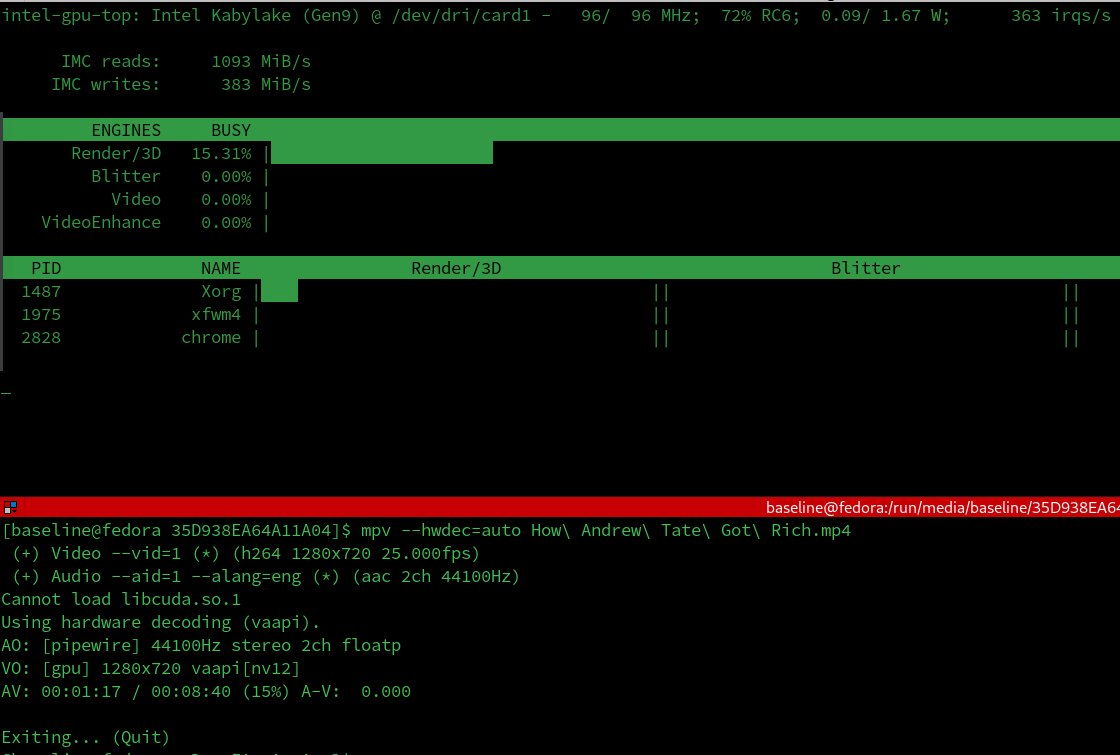 intel-gpu-top: Intel Kabylake (Gen9) @ /dev/dri/card1 - 96/ 96 MHz; 72% RC6; 0.09/ 1.67 W; 363 irqs/s
IMC reads: 1093 MiB/s
IMC writes: 383 MiB/s
ENGINES BUSY
Render/3D 15.31% |
Blitter 0.00% |
Video 0.00% |
VideoEnhance 0.00% |
PID NAME Render/3D Blitter
1487 Xorg | || ||
1975 xfwm4 | || ||
2828 chrome | || ||
baseline@fedora:/run/media/baseline/35D938EA64
[baseline@fedora 35D938EA64A11A04]$ mpv --hwdec=auto How\ Andrew\ Tate\ Got\ Rich.mp4
(+) Video --vid=1 (*) (h264 1280x720 25.000fps)
(+) Audio --aid=1 --alang=eng (*) (aac 2ch 44100Hz)
Cannot load libcuda.so.1
Using hardware decoding (vaapi).
AO: [pipewire] 44100Hz stereo 2ch floatp
VO: [gpu] 1280x720 vaapi[nv12]
AV: 00:01:17 / 00:08:40 (15%) A-V: 0.000
Exiting... (Quit)